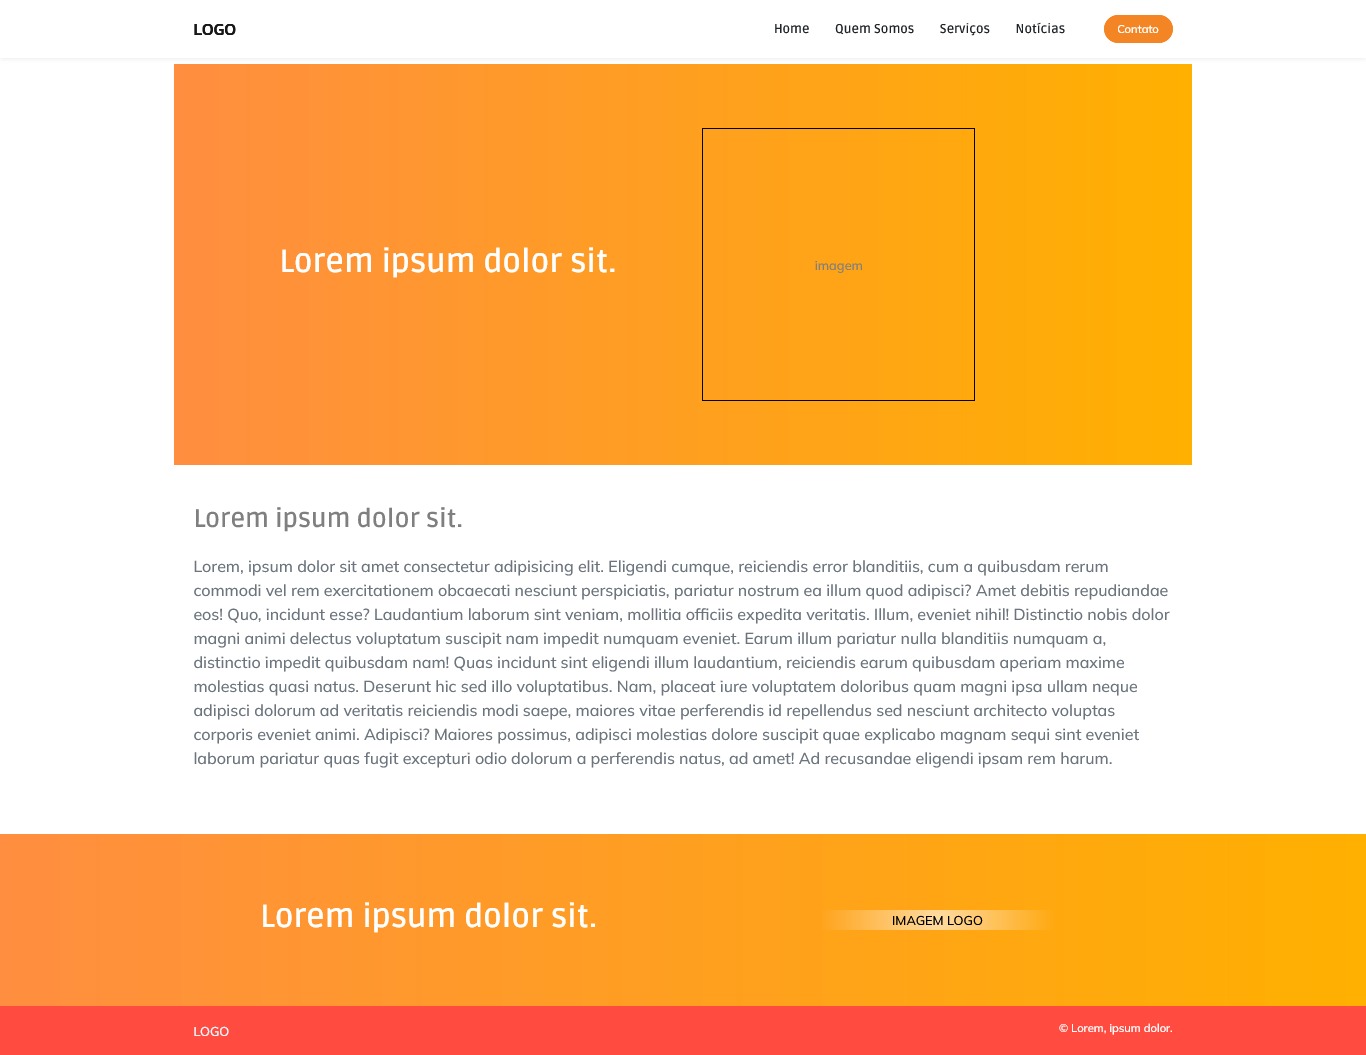 LOGO
Home Quem Somos Serviços Notícias Contato
Lorem ipsum dolor sit.
imagem
Lorem ipsum dolor sit.
Lorem, ipsum dolor sit amet consectetur adipisicing elit. Eligendi cumque, reiciendis error blanditiis, cum a quibusdam rerum
commodi vel rem exercitationem obcaecati nesciunt perspiciatis, pariatur nostrum ea illum quod adipisci? Amet debitis repudiandae
eos! Quo, incidunt esse? Laudantium laborum sint veniam, mollitia officiis expedita veritatis. Illum, eveniet nihil! Distinctio nobis dolor
magni animi delectus voluptatum suscipit nam impedit numquam eveniet. Earum illum pariatur nulla blanditiis numquam a,
distinctio impedit quibusdam nam! Quas incidunt sint eligendi illum laudantium, reiciendis earum quibusdam aperiam maxime
molestias quasi natus. Deserunt hic sed illo voluptatibus. Nam, placeat iure voluptatem doloribus quam magni ipsa ullam neque
adipisci dolorum ad veritatis reiciendis modi saepe, maiores vitae perferendis id repellendus sed nesciunt architecto voluptas
corporis eveniet animi. Adipisci? Maiores possimus, adipisci molestias dolore suscipit quae explicabo magnam sequi sint eveniet
laborum pariatur quas fugit excepturi odio dolorum a perferendis natus, ad amet! Ad recusandae eligendi ipsam rem harum.
Lorem ipsum dolor sit.
IMAGEM LOGO
LOGO
© Lorem, ipsum dolor.